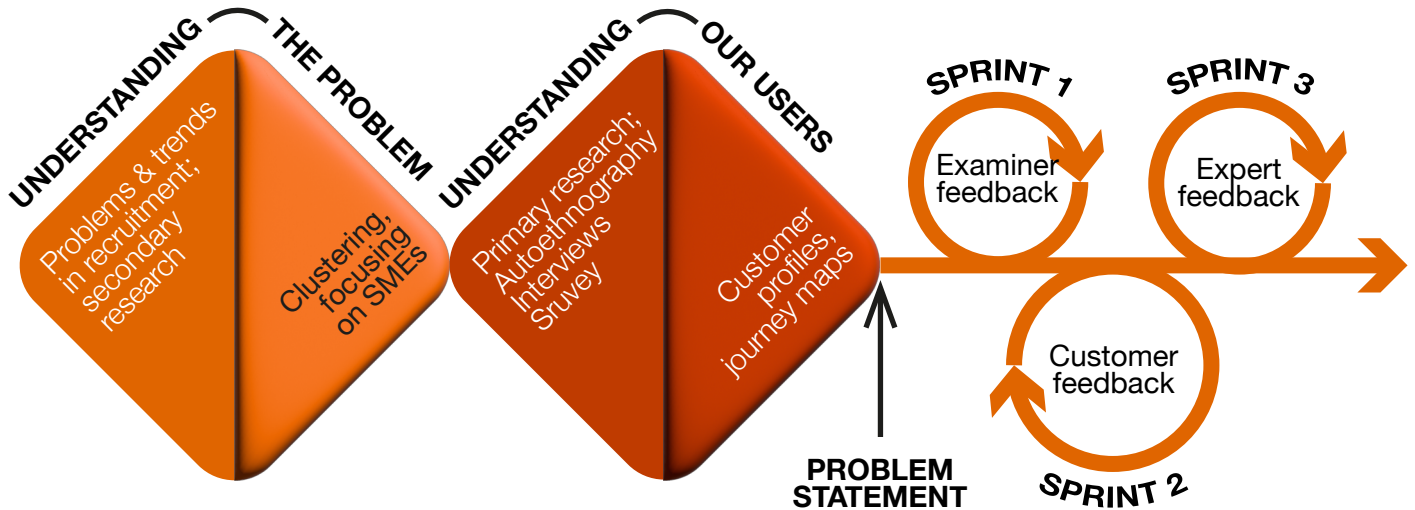 UNDERSTANDING
THE PROBLEM
Problems & trends
in recruitment;
secondary
research
Clustering,
focusing
on SMEs
UNDERSTANDING
OUR USERS
Primary research;
Autoethnography
Interviews
Sruvey
Customer
profiles,
journey maps
PROBLEM
STATEMENT
SPRINT 1
Examiner
feedback
SPRINT 2
Customer
feedback
SPRINT 3
Expert
feedback